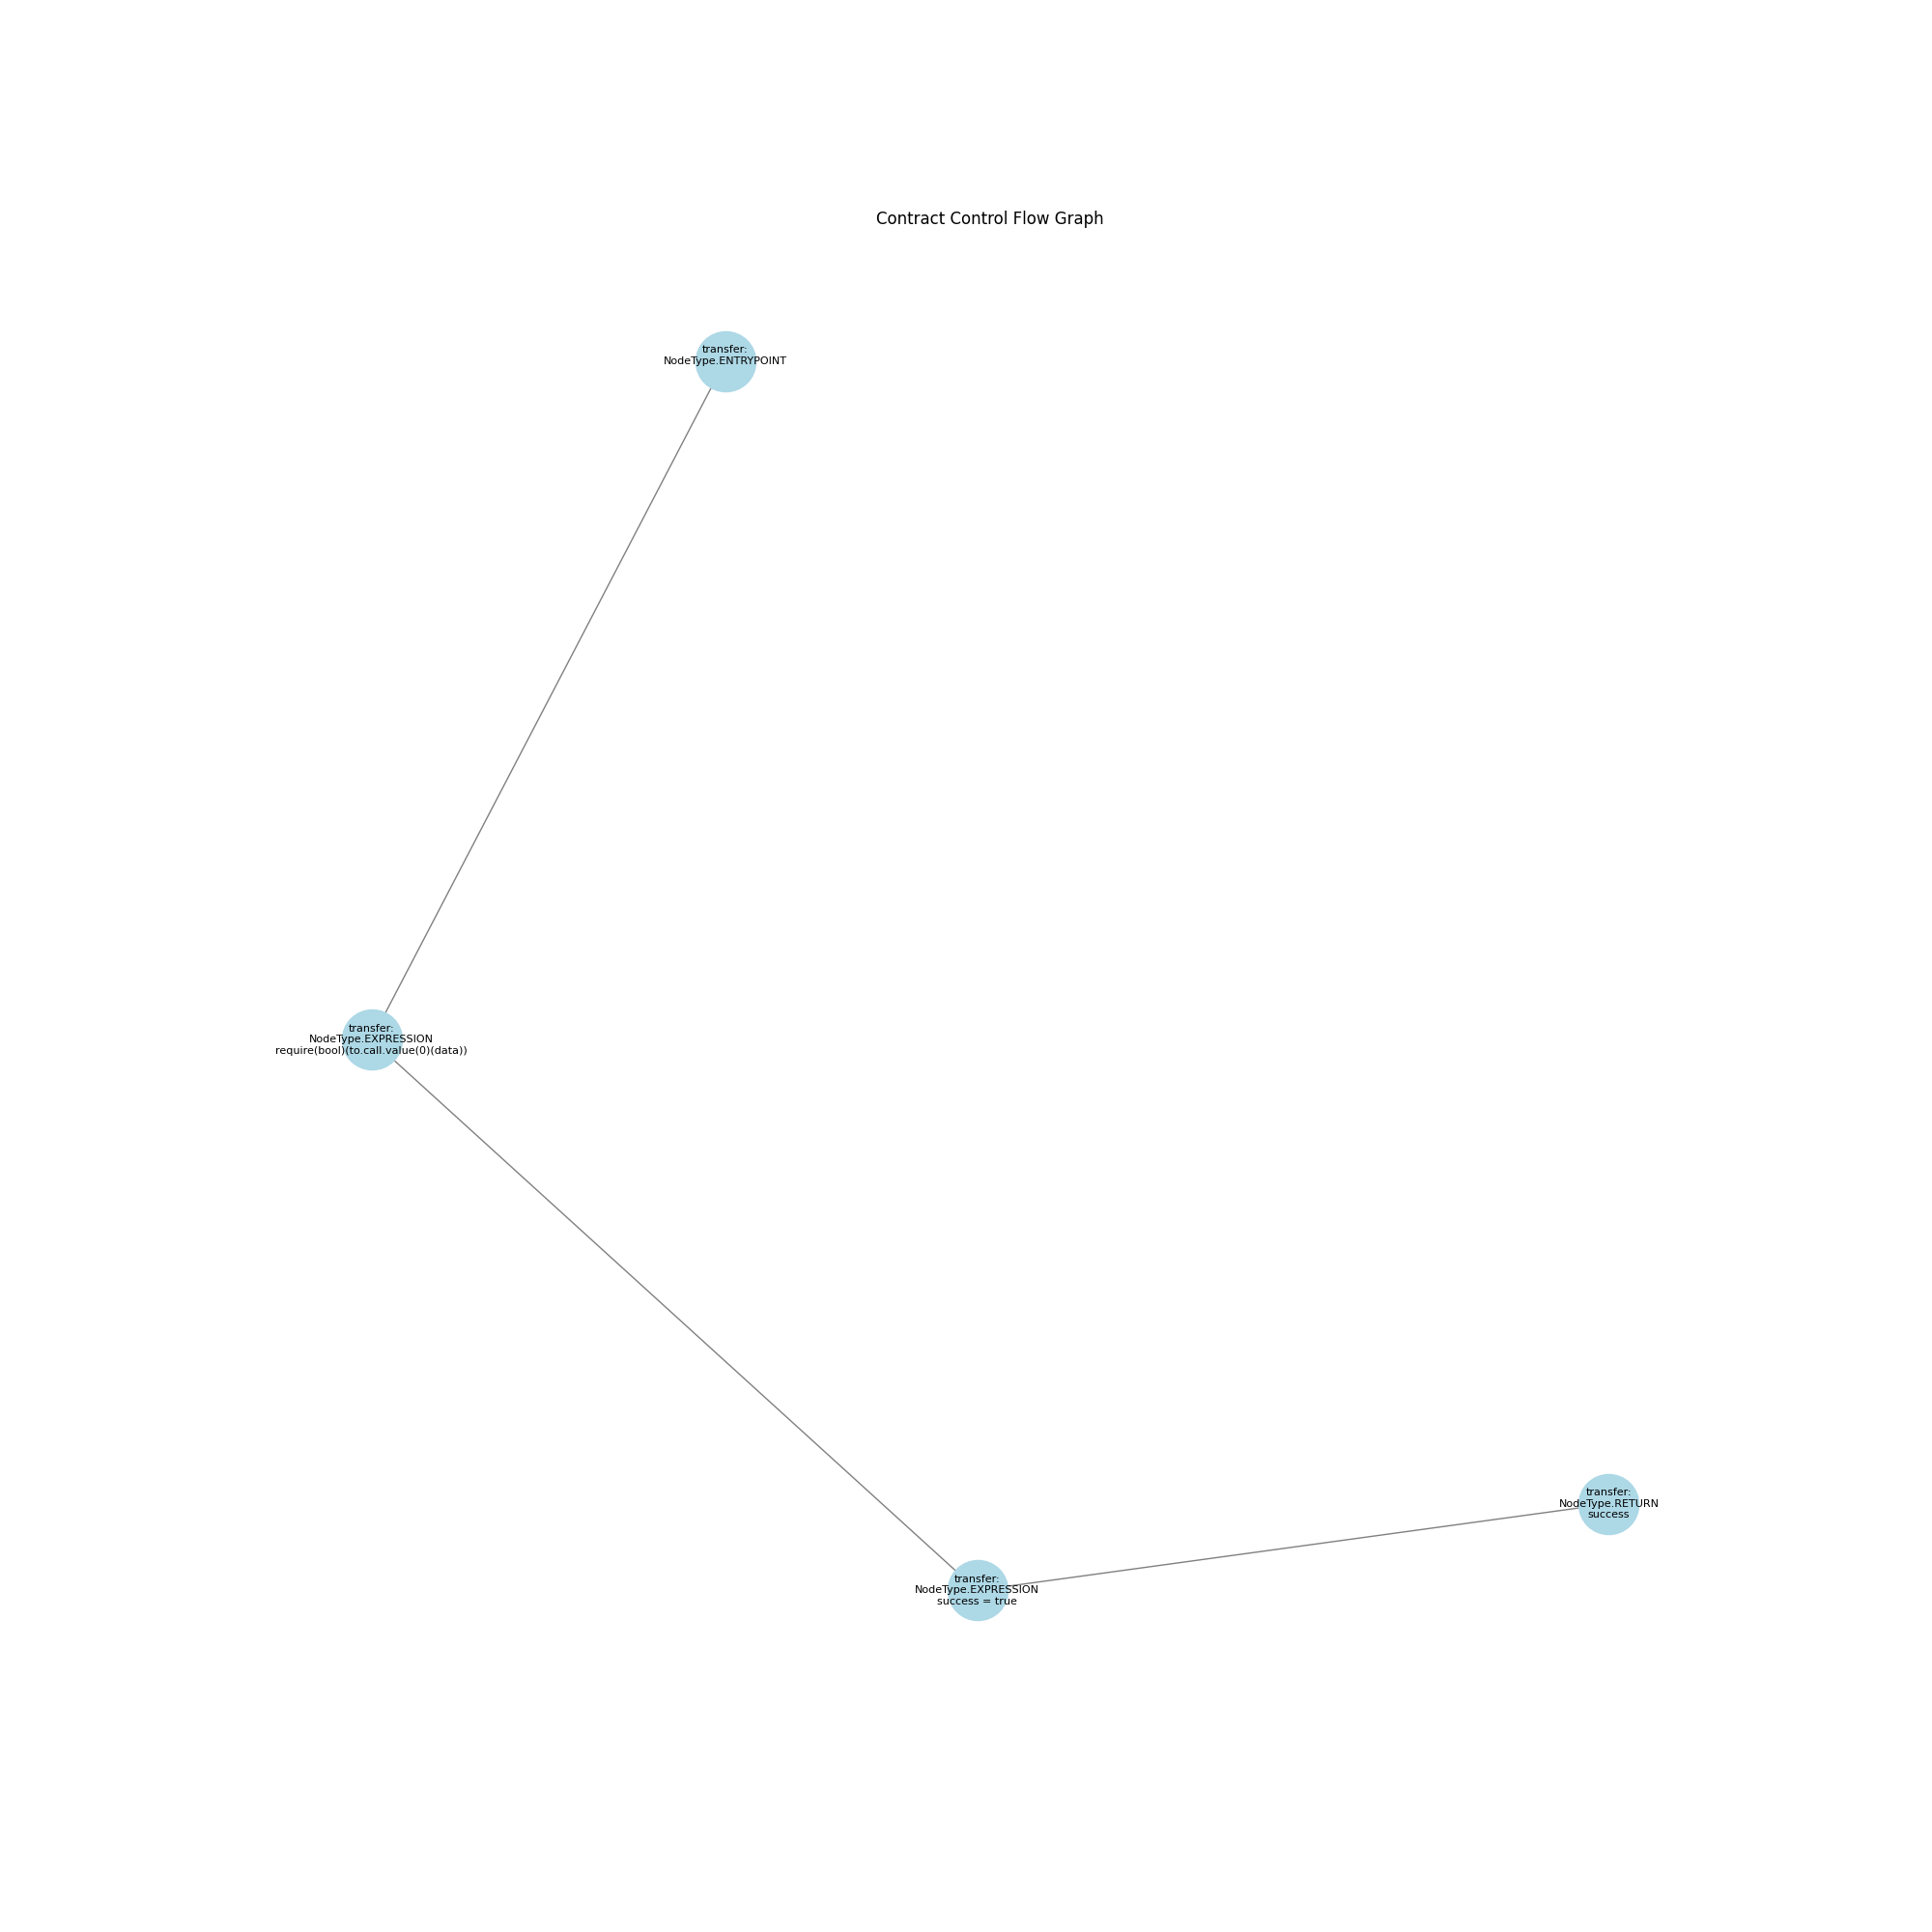 Contract Control Flow Graph
transfer:
NodeType.ENTRYPOINT
transfer:
NodeType.EXPRESSION
require(bool)(to.call.value(0)(data))
transfer:
NodeType.RETURN
success
transfer:
NodeType.EXPRESSION
success = true